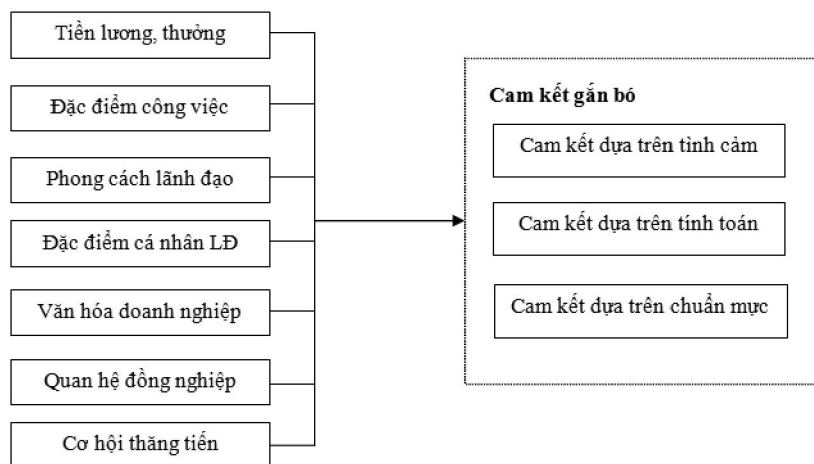 Tiền lương, thưởng
Đặc điểm công việc
Phong cách lãnh đạo
Đặc điểm cá nhân LĐ
Văn hóa doanh nghiệp
Quan hệ đồng nghiệp
Cơ hội thăng tiến
Cam kết gắn bó
Cam kết dựa trên tình cảm
Cam kết dựa trên tính toán
Cam kết dựa trên chuẩn mực